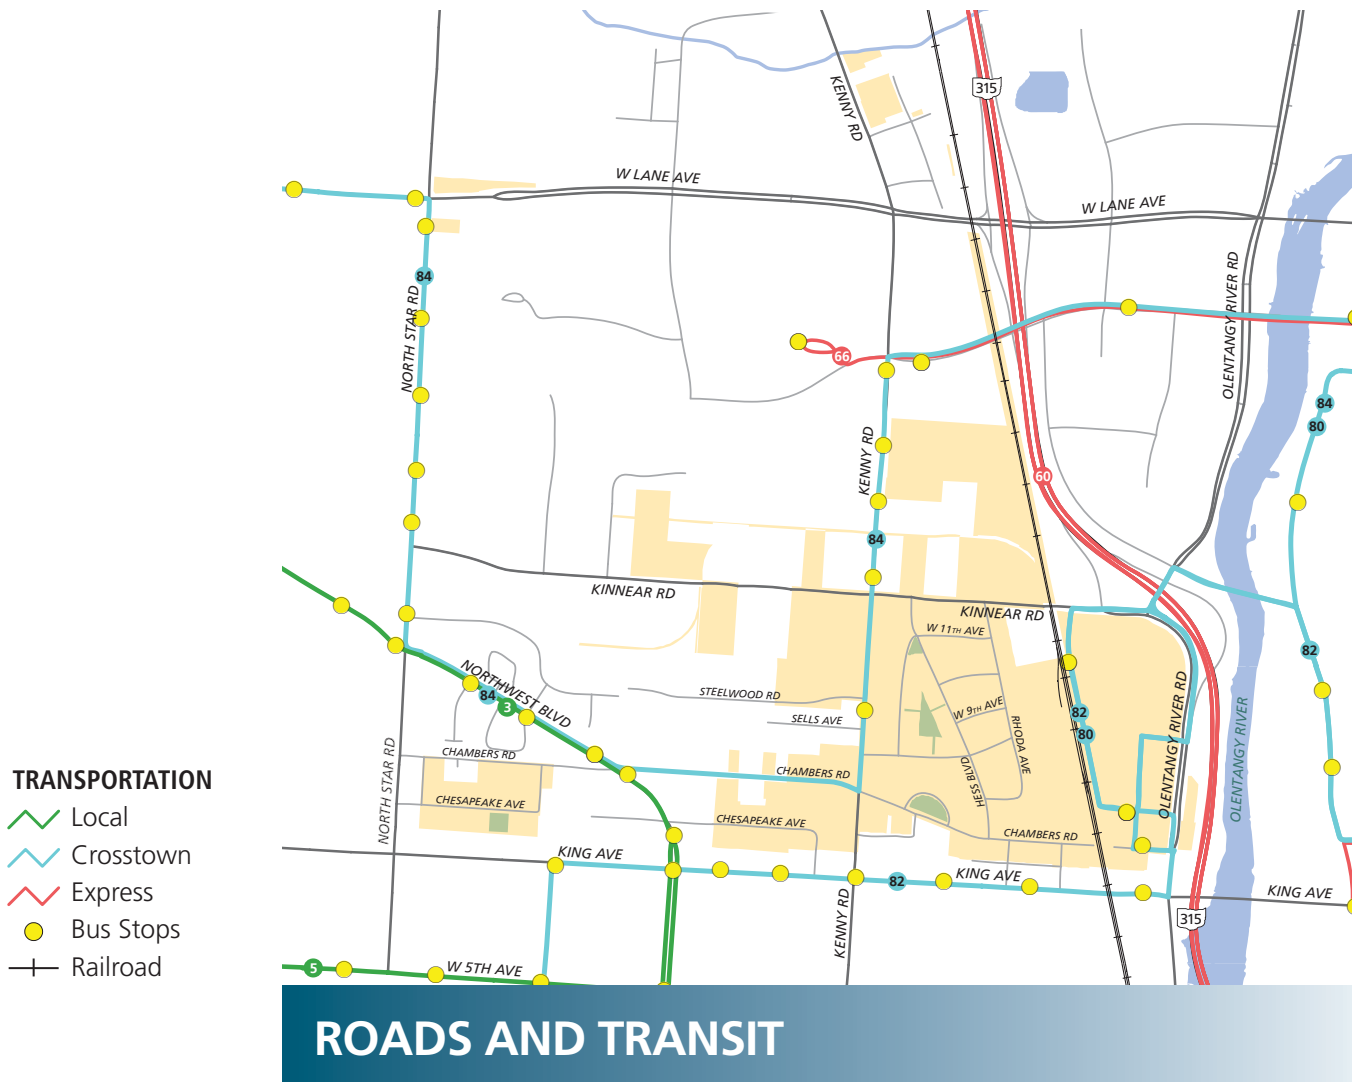 315
KENNY RD
W LANE AVE
W LANE AVE
84
NORTH STAR RD
OLENTANGY RIVER RD
66
84
80
KENNY RD
60
84
KINNEAR RD
KINNEAR RD
W 11TH AVE
82
NORTHWEST BLVD
84
3
STEELWOOD RD
SELLS AVE
W 9TH AVE
RHODA AVE
HESS BLVD
82
80
OLENTANGY RIVER RD
OLENTANGY RIVER
NORTH STAR RD
CHAMBERS RD
CHAMBERS RD
CHESAPEAKE AVE
CHESAPEAKE AVE
CHAMBERS RD
KING AVE
82
KING AVE
KING AVE
315
KENNY RD
5
W 5TH AVE
TRANSPORTATION
Local
Crosstown
Express
Bus Stops
Railroad
ROADS AND TRANSIT